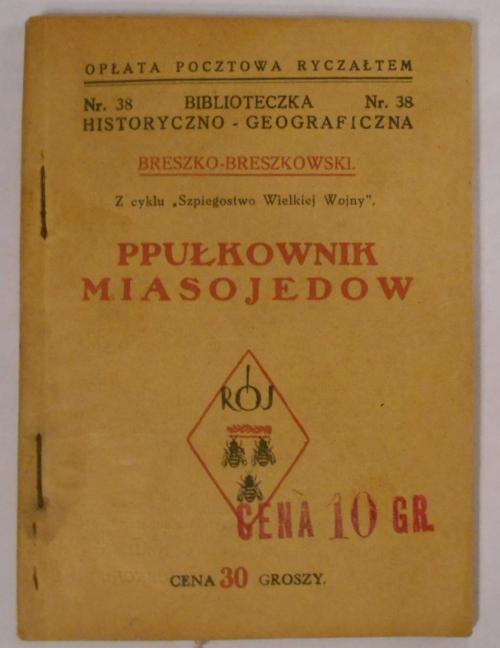 OPŁATA POCZTOWA RYCZAŁTEM
Nr. 38 BIBLIOTECZKA Nr. 38
HISTORYCZNO - GEOGRAFICZNA
BRESZKO-BRESZKOWSKI.
Z cyklu „Szpiegostwo Wielkiej Wojny".
PPUŁKOWNIK
MIASOJEDOW
RÓJ
CENA 10 GR.
CENA 30 GROSZY.